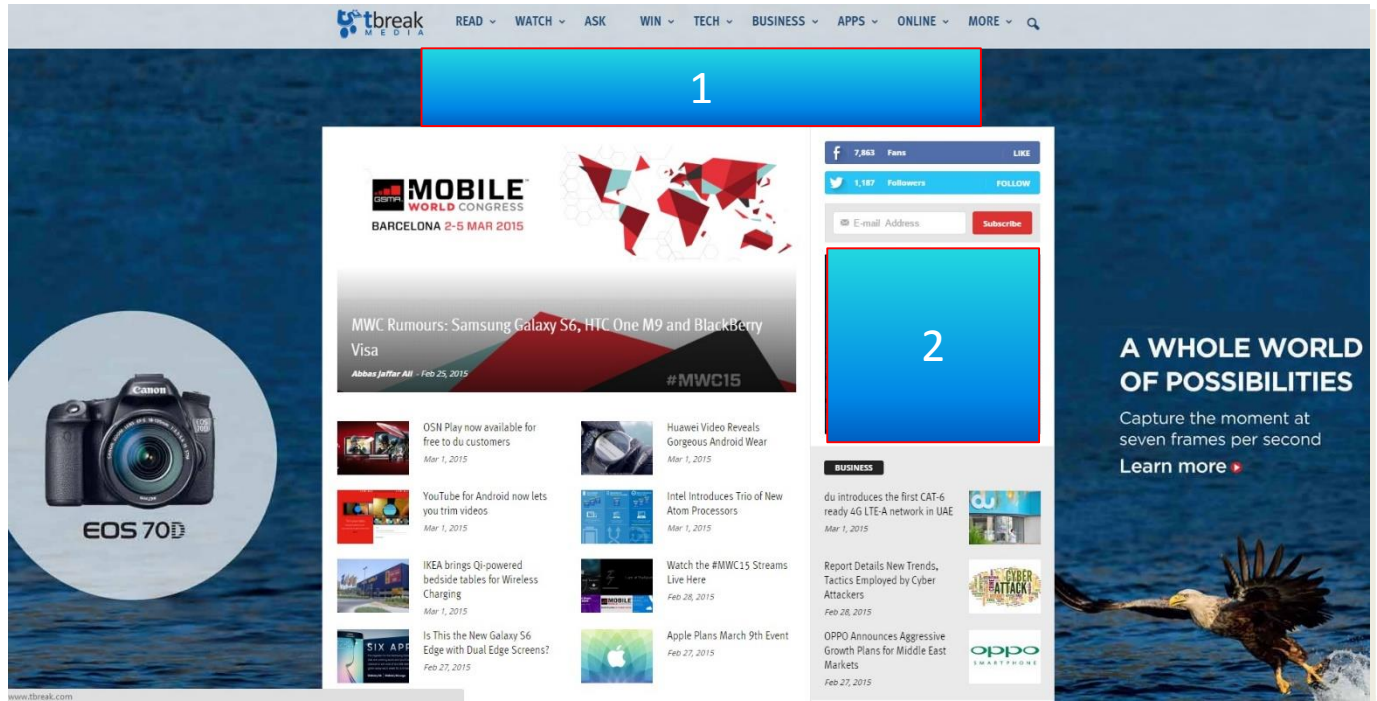 tbreak
MEDIA
READ WATCH ASK WIN TECH BUSINESS APPS ONLINE MORE
1
GSMA
MOBILE
WORLD CONGRESS
BARCELONA 2-5 MAR 2015
MWC Rumours: Samsung Galaxy S6, HTC One M9 and BlackBerry
Visa
Abbas Jaffar Ali - Feb 25, 2015
#MWC15
7,863 Fans LIKE
1,187 Followers FOLLOW
E-mail Address Subscribe
2
OSN Play now available for
free to du customers
Mar 1, 2015
Huawei Video Reveals
Gorgeous Android Wear
Mar 1, 2015
YouTube for Android now lets
you trim videos
Mar 1, 2015
Intel Introduces Trio of New
Atom Processors
Mar 1, 2015
IKEA brings Qi-powered
bedside tables for Wireless
Charging
Mar 1, 2015
Watch the #MWC15 Streams
Live Here
Feb 28, 2015
MOBILE
SIX APP
Is This the New Galaxy S6
Edge with Dual Edge Screens?
Feb 27, 2015
Apple Plans March 9th Event
Feb 27, 2015
BUSINESS
du introduces the first CAT-6
ready 4G LTE-A network in UAE
Mar 1, 2015
du
Report Details New Trends,
Tactics Employed by Cyber
Attackers
Feb 28, 2015
CYBER
ATTACK
OPPO Announces Aggressive
Growth Plans for Middle East
Markets
Feb 27, 2015
oppo
SMARTPHONE
Canon
EOS 70D
A WHOLE WORLD
OF POSSIBILITIES
Capture the moment at
seven frames per second
Learn more
www.tbreak.com